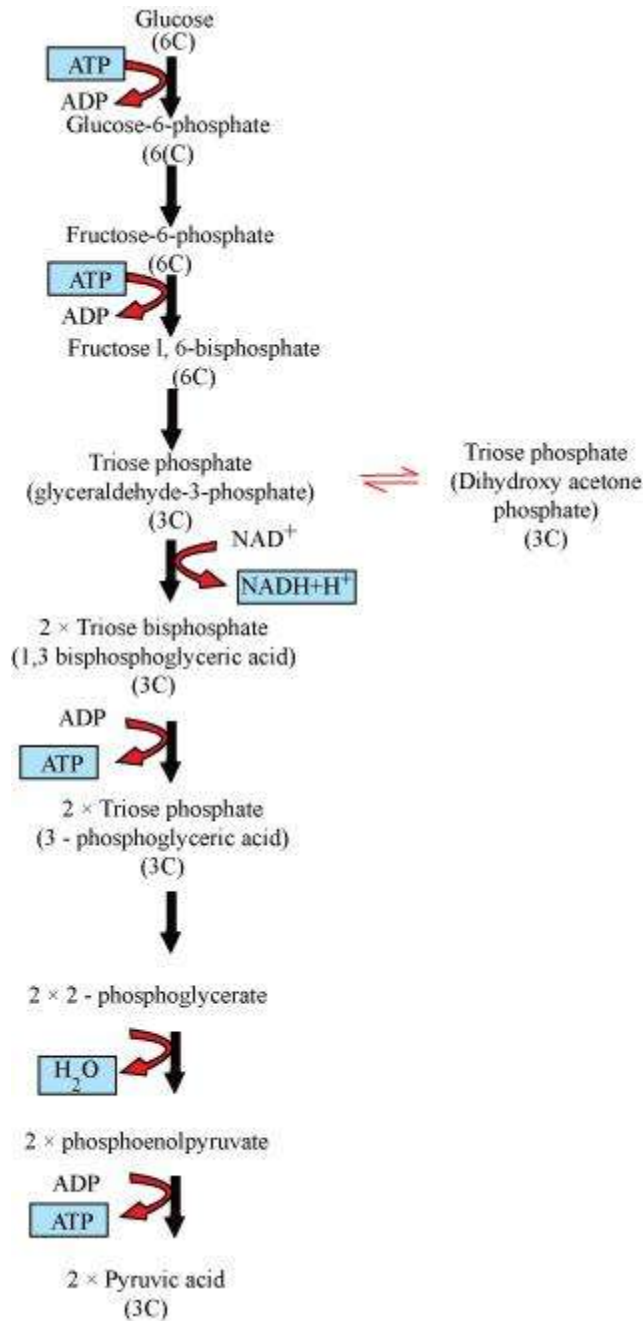 Glucose
(6C)
ATP
ADP
Glucose-6-phosphate
(6(C)
Fructose-6-phosphate
(6C)
ATP
ADP
Fructose l, 6-bisphosphate
(6C)
Triose phosphate
(glyceraldehyde-3-phosphate)
(3C)
Triose phosphate
(Dihydroxy acetone
phosphate)
(3C)
NAD⁺
NADH+H⁺
2 × Triose bisphosphate
(1,3 bisphosphoglyceric acid)
(3C)
ADP
ATP
2 × Triose phosphate
(3 - phosphoglyceric acid)
(3C)
2 × 2 - phosphoglycerate
H₂O
2 × phosphoenolpyruvate
ADP
ATP
2 × Pyruvic acid
(3C)